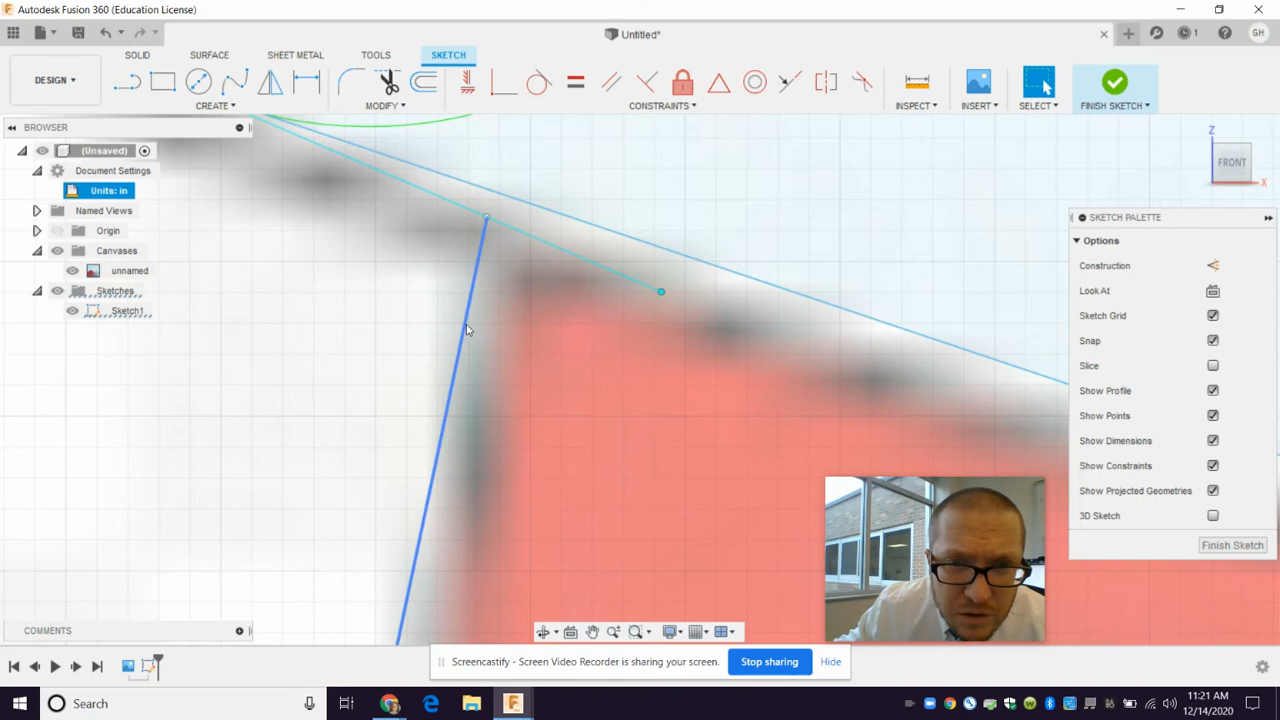 Autodesk Fusion 360 (Education License)
Untitled*
1
GH
DESIGN
SOLID
SURFACE
SHEET METAL
TOOLS
SKETCH
CREATE
MODIFY
CONSTRAINTS
INSPECT
INSERT
SELECT
FINISH SKETCH
BROWSER
(Unsaved)
Document Settings
Units: in
Named Views
Origin
Canvases
unnamed
Sketches
Sketch1
Z
FRONT
X
SKETCH PALETTE
Options
Construction
Look At
Sketch Grid
Snap
Slice
Show Profile
Show Points
Show Dimensions
Show Constraints
Show Projected Geometries
3D Sketch
Finish Sketch
COMMENTS
Screencastify - Screen Video Recorder is sharing your screen.
Stop sharing
Hide
Search
11:21 AM
12/14/2020